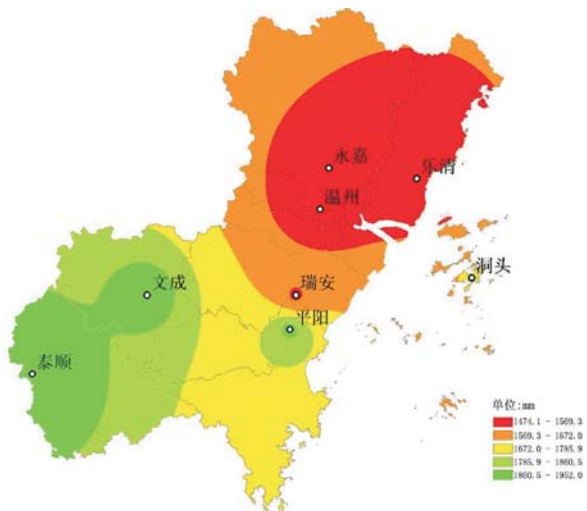 永嘉
乐清
温州
洞头
文成
瑞安
平阳
泰顺
单位:mm
1474.1 - 1569.3
1569.3 - 1672.0
1672.0 - 1785.9
1785.9 - 1860.5
1860.5 - 1952.0